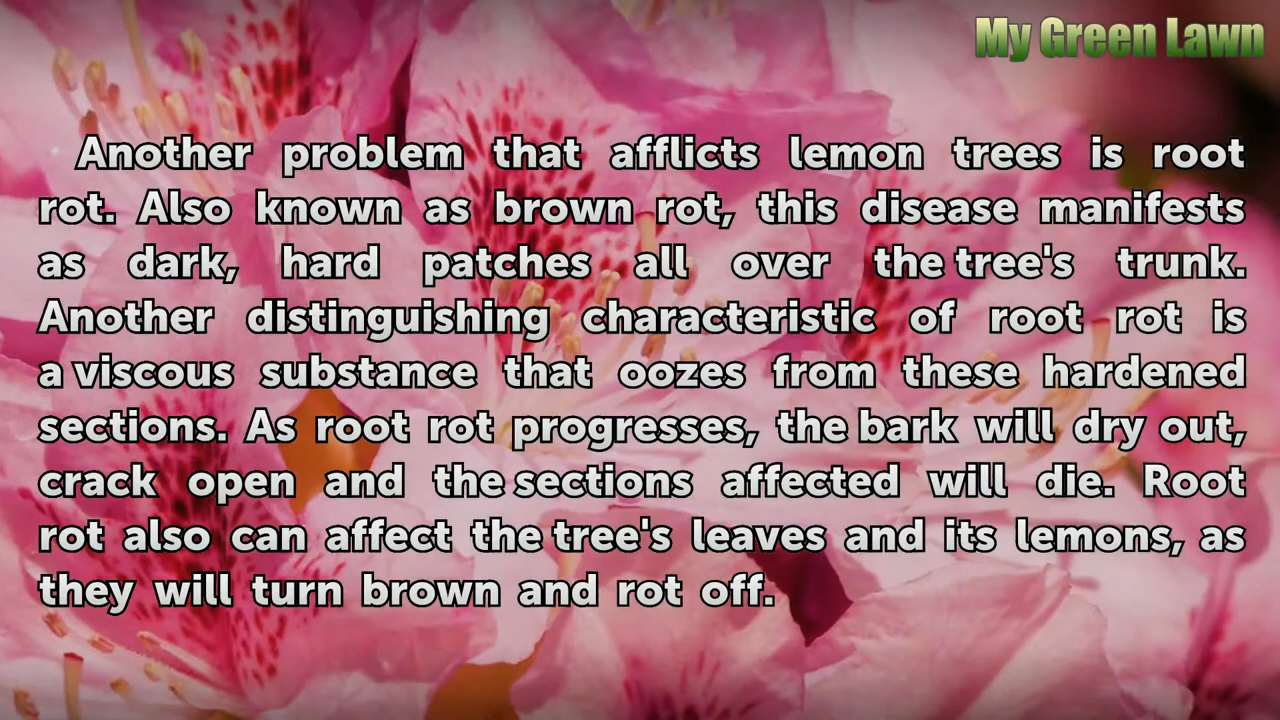 My Green Lawn
Another problem that afflicts lemon trees is root
rot. Also known as brown rot, this disease manifests
as dark, hard patches all over the tree's trunk.
Another distinguishing characteristic of root rot is
a viscous substance that oozes from these hardened
sections. As root rot progresses, the bark will dry out,
crack open and the sections affected will die. Root
rot also can affect the tree's leaves and its lemons, as
they will turn brown and rot off.